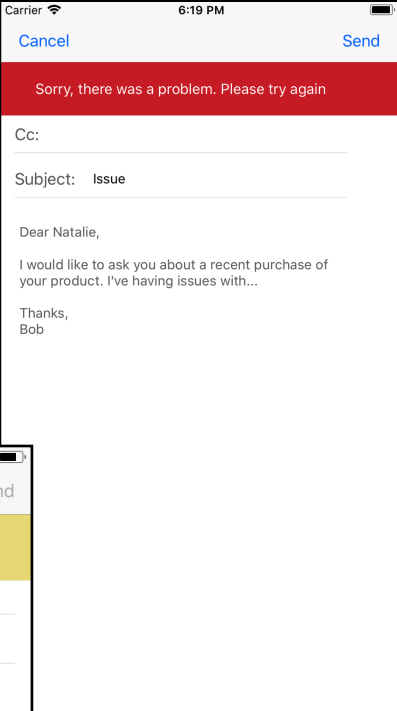 Carrier 6:19 PM
Cancel Send
Sorry, there was a problem. Please try again
Cc:
Subject: Issue
Dear Natalie,
I would like to ask you about a recent purchase of
your product. I've having issues with...
Thanks,
Bob
nd